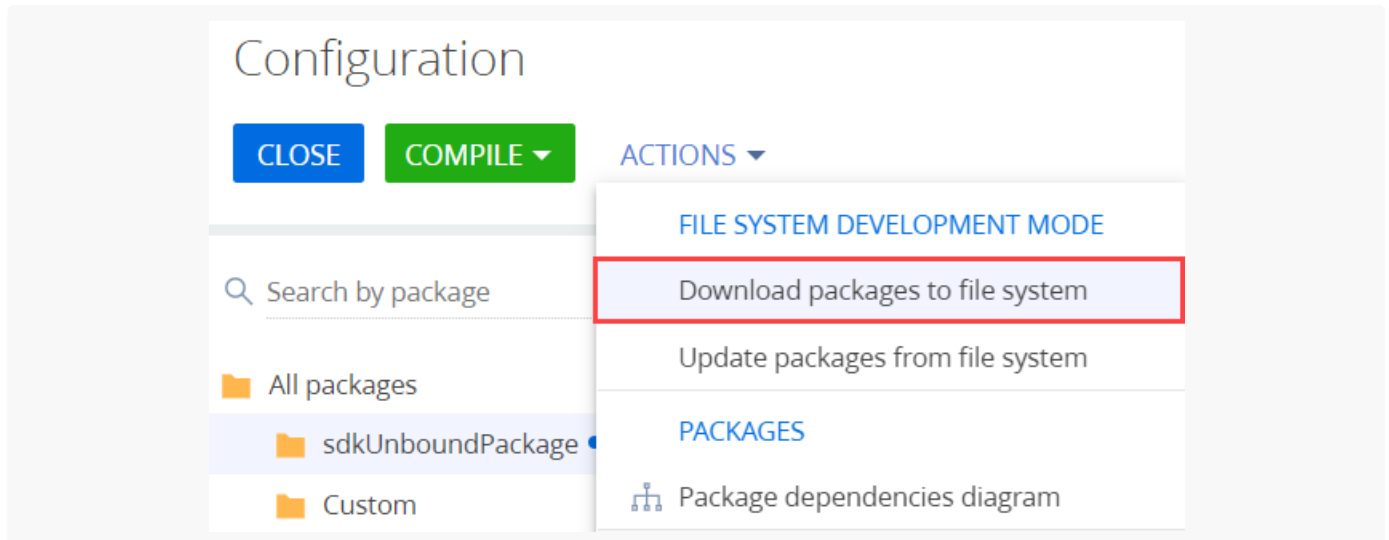 Configuration
CLOSE
COMPILE
ACTIONS
FILE SYSTEM DEVELOPMENT MODE
Search by package
Download packages to file system
Update packages from file system
All packages
PACKAGES
sdkUnboundPackage
Package dependencies diagram
Custom